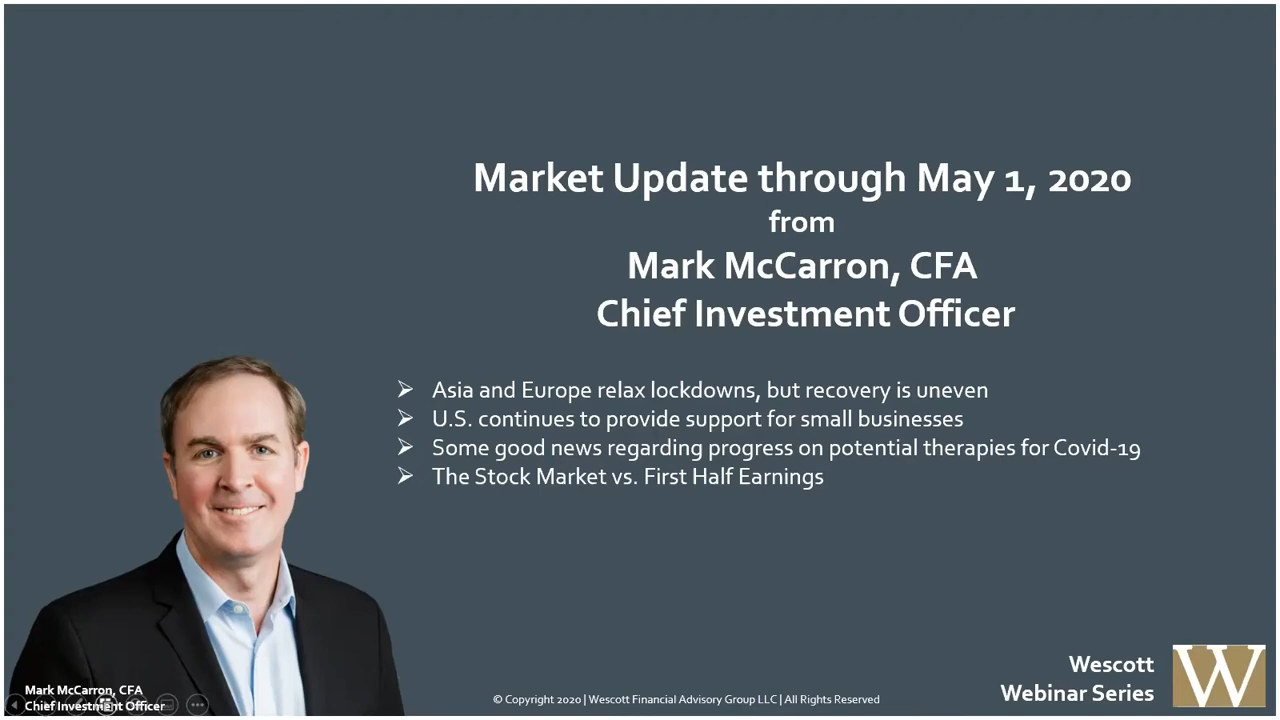 Market Update through May 1, 2020
from
Mark McCarron, CFA
Chief Investment Officer
➢ Asia and Europe relax lockdowns, but recovery is uneven
➢ U.S. continues to provide support for small businesses
➢ Some good news regarding progress on potential therapies for Covid-19
➢ The Stock Market vs. First Half Earnings
Mark McCarron, CFA
Chief Investment Officer
© Copyright 2020 | Wescott Financial Advisory Group LLC | All Rights Reserved
Wescott
Webinar Series
W